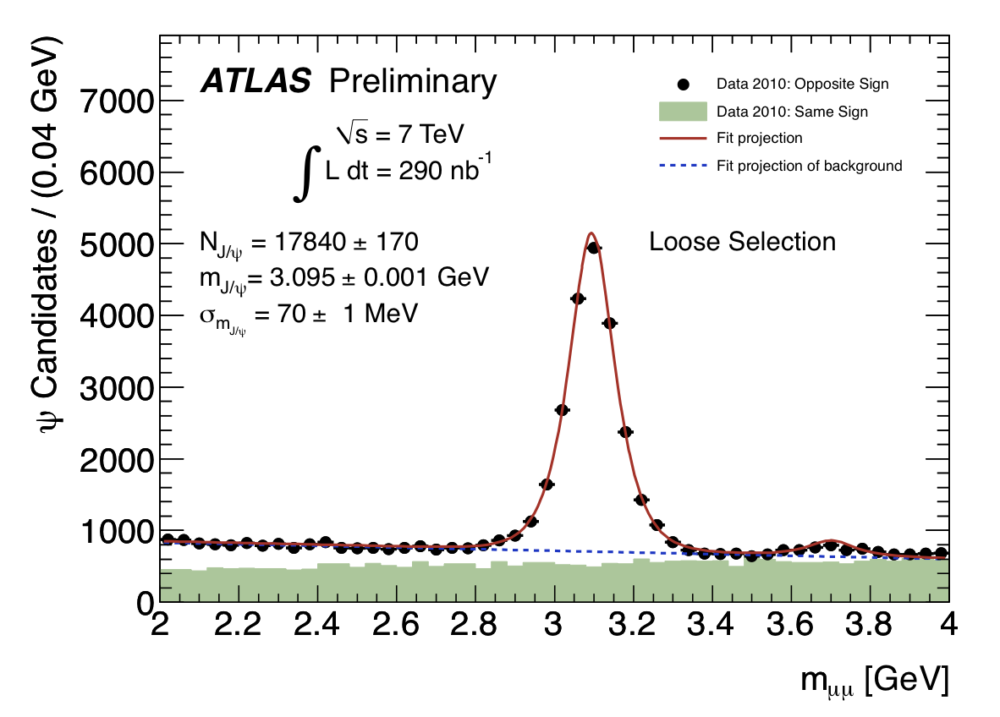 ATLAS Preliminary
√s = 7 TeV
∫ L dt = 290 nb⁻¹
N_J/ψ = 17840 ± 170
m_J/ψ = 3.095 ± 0.001 GeV
σ_m_J/ψ = 70 ± 1 MeV
Data 2010: Opposite Sign
Data 2010: Same Sign
Fit projection
Fit projection of background
Loose Selection
ψ Candidates / (0.04 GeV)
7000
6000
5000
4000
3000
2000
1000
0
2 2.2 2.4 2.6 2.8 3 3.2 3.4 3.6 3.8 4
m_μμ [GeV]